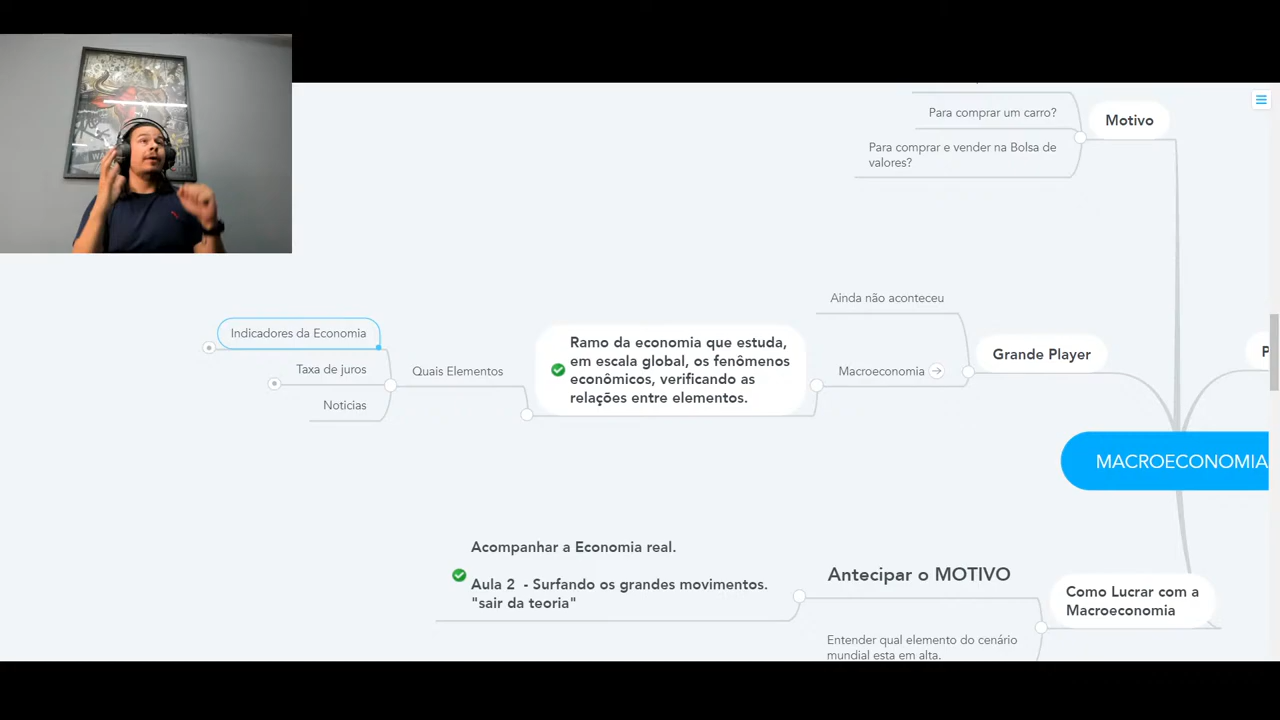 Para comprar um carro?
Motivo
Para comprar e vender na Bolsa de
valores?
Ainda não aconteceu
Indicadores da Economia
Ramo da economia que estuda,
em escala global, os fenômenos
econômicos, verificando as
relações entre elementos.
Grande Player
Taxa de juros
Quais Elementos
Macroeconomia
Noticias
MACROECONOMIA
Acompanhar a Economia real.
Aula 2 - Surfando os grandes movimentos.
"sair da teoria"
Antecipar o MOTIVO
Como Lucrar com a
Macroeconomia
Entender qual elemento do cenário
mundial esta em alta.